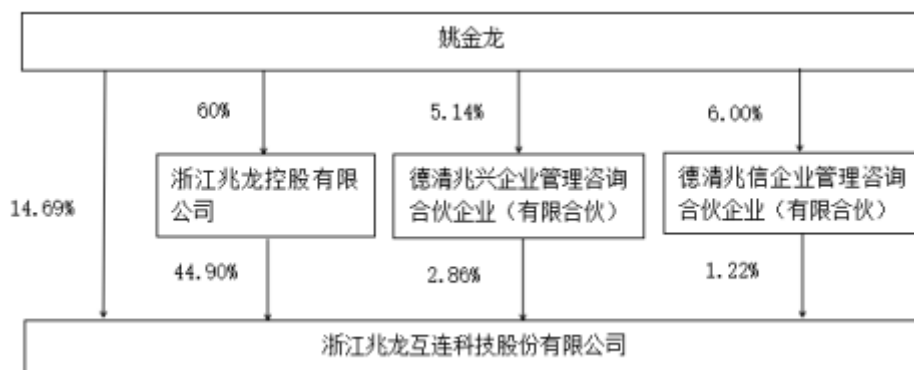 姚金龙
60%
5.14%
6.00%
浙江兆龙控股有限
公司
德清兆兴企业管理咨询
合伙企业（有限合伙）
德清兆信企业管理咨询
合伙企业（有限合伙）
14.69%
44.90%
2.86%
1.22%
浙江兆龙互连科技股份有限公司